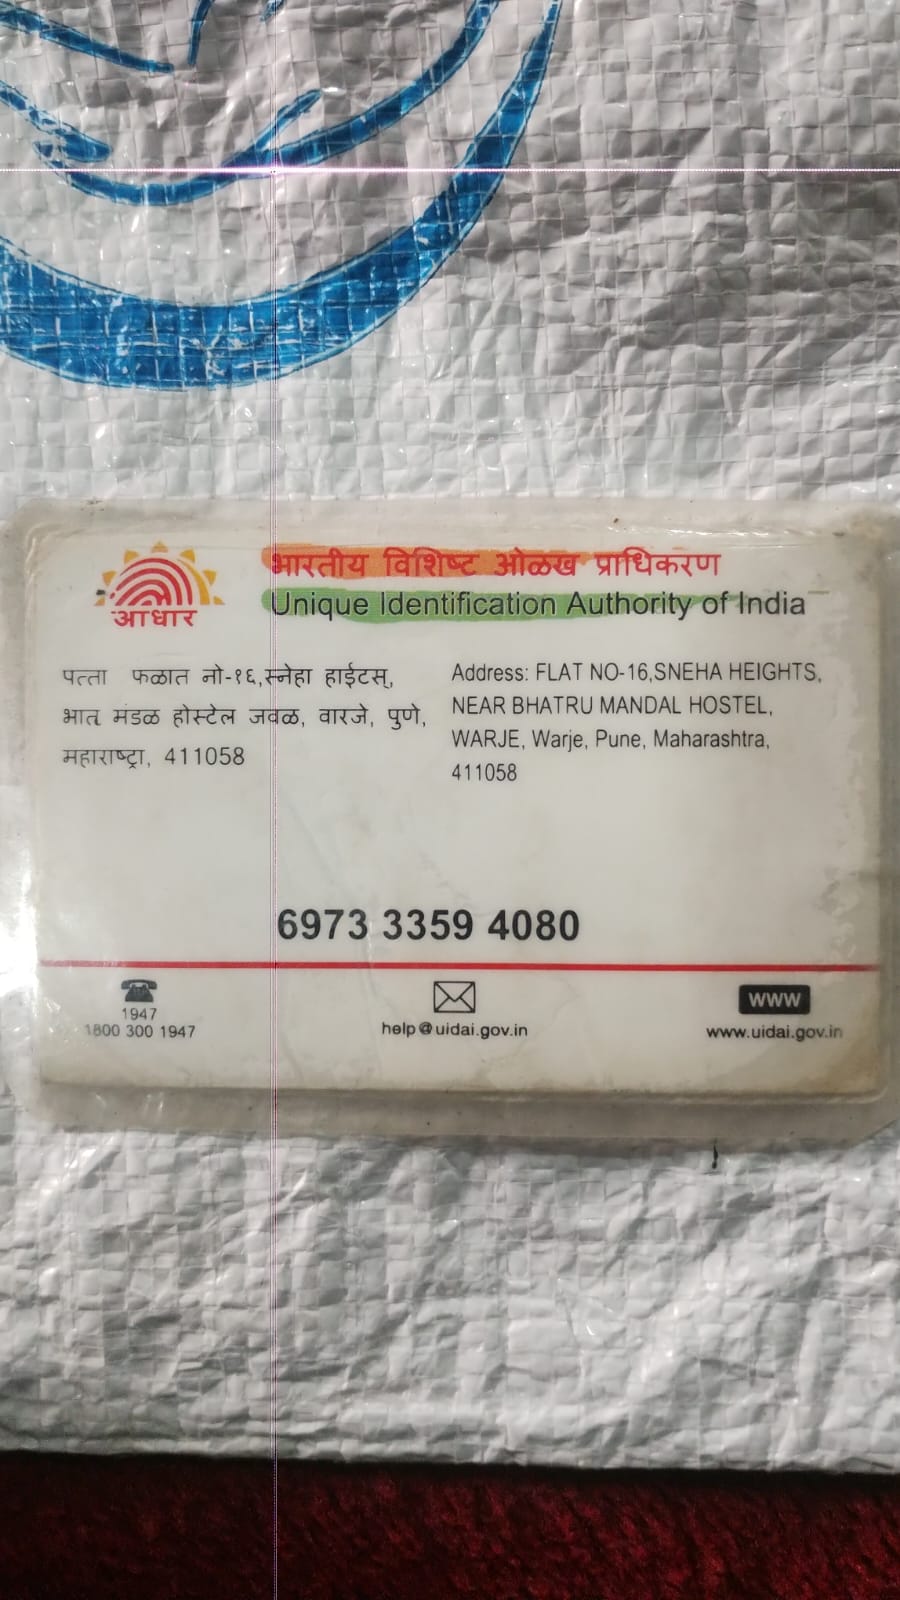 आधार
भारतीय विशिष्ट ओळख प्राधिकरण
Unique Identification Authority of India
पत्ता फळात नो-१६,स्नेहा हाईटस्,
भातृ मंडळ होस्टेल जवळ, वारजे, पुणे,
महाराष्ट्रा, 411058
Address: FLAT NO-16,SNEHA HEIGHTS,
NEAR BHATRU MANDAL HOSTEL,
WARJE, Warje, Pune, Maharashtra,
411058
6973 3359 4080
1947
1800 300 1947
help@uidai.gov.in
WWW
www.uidai.gov.in